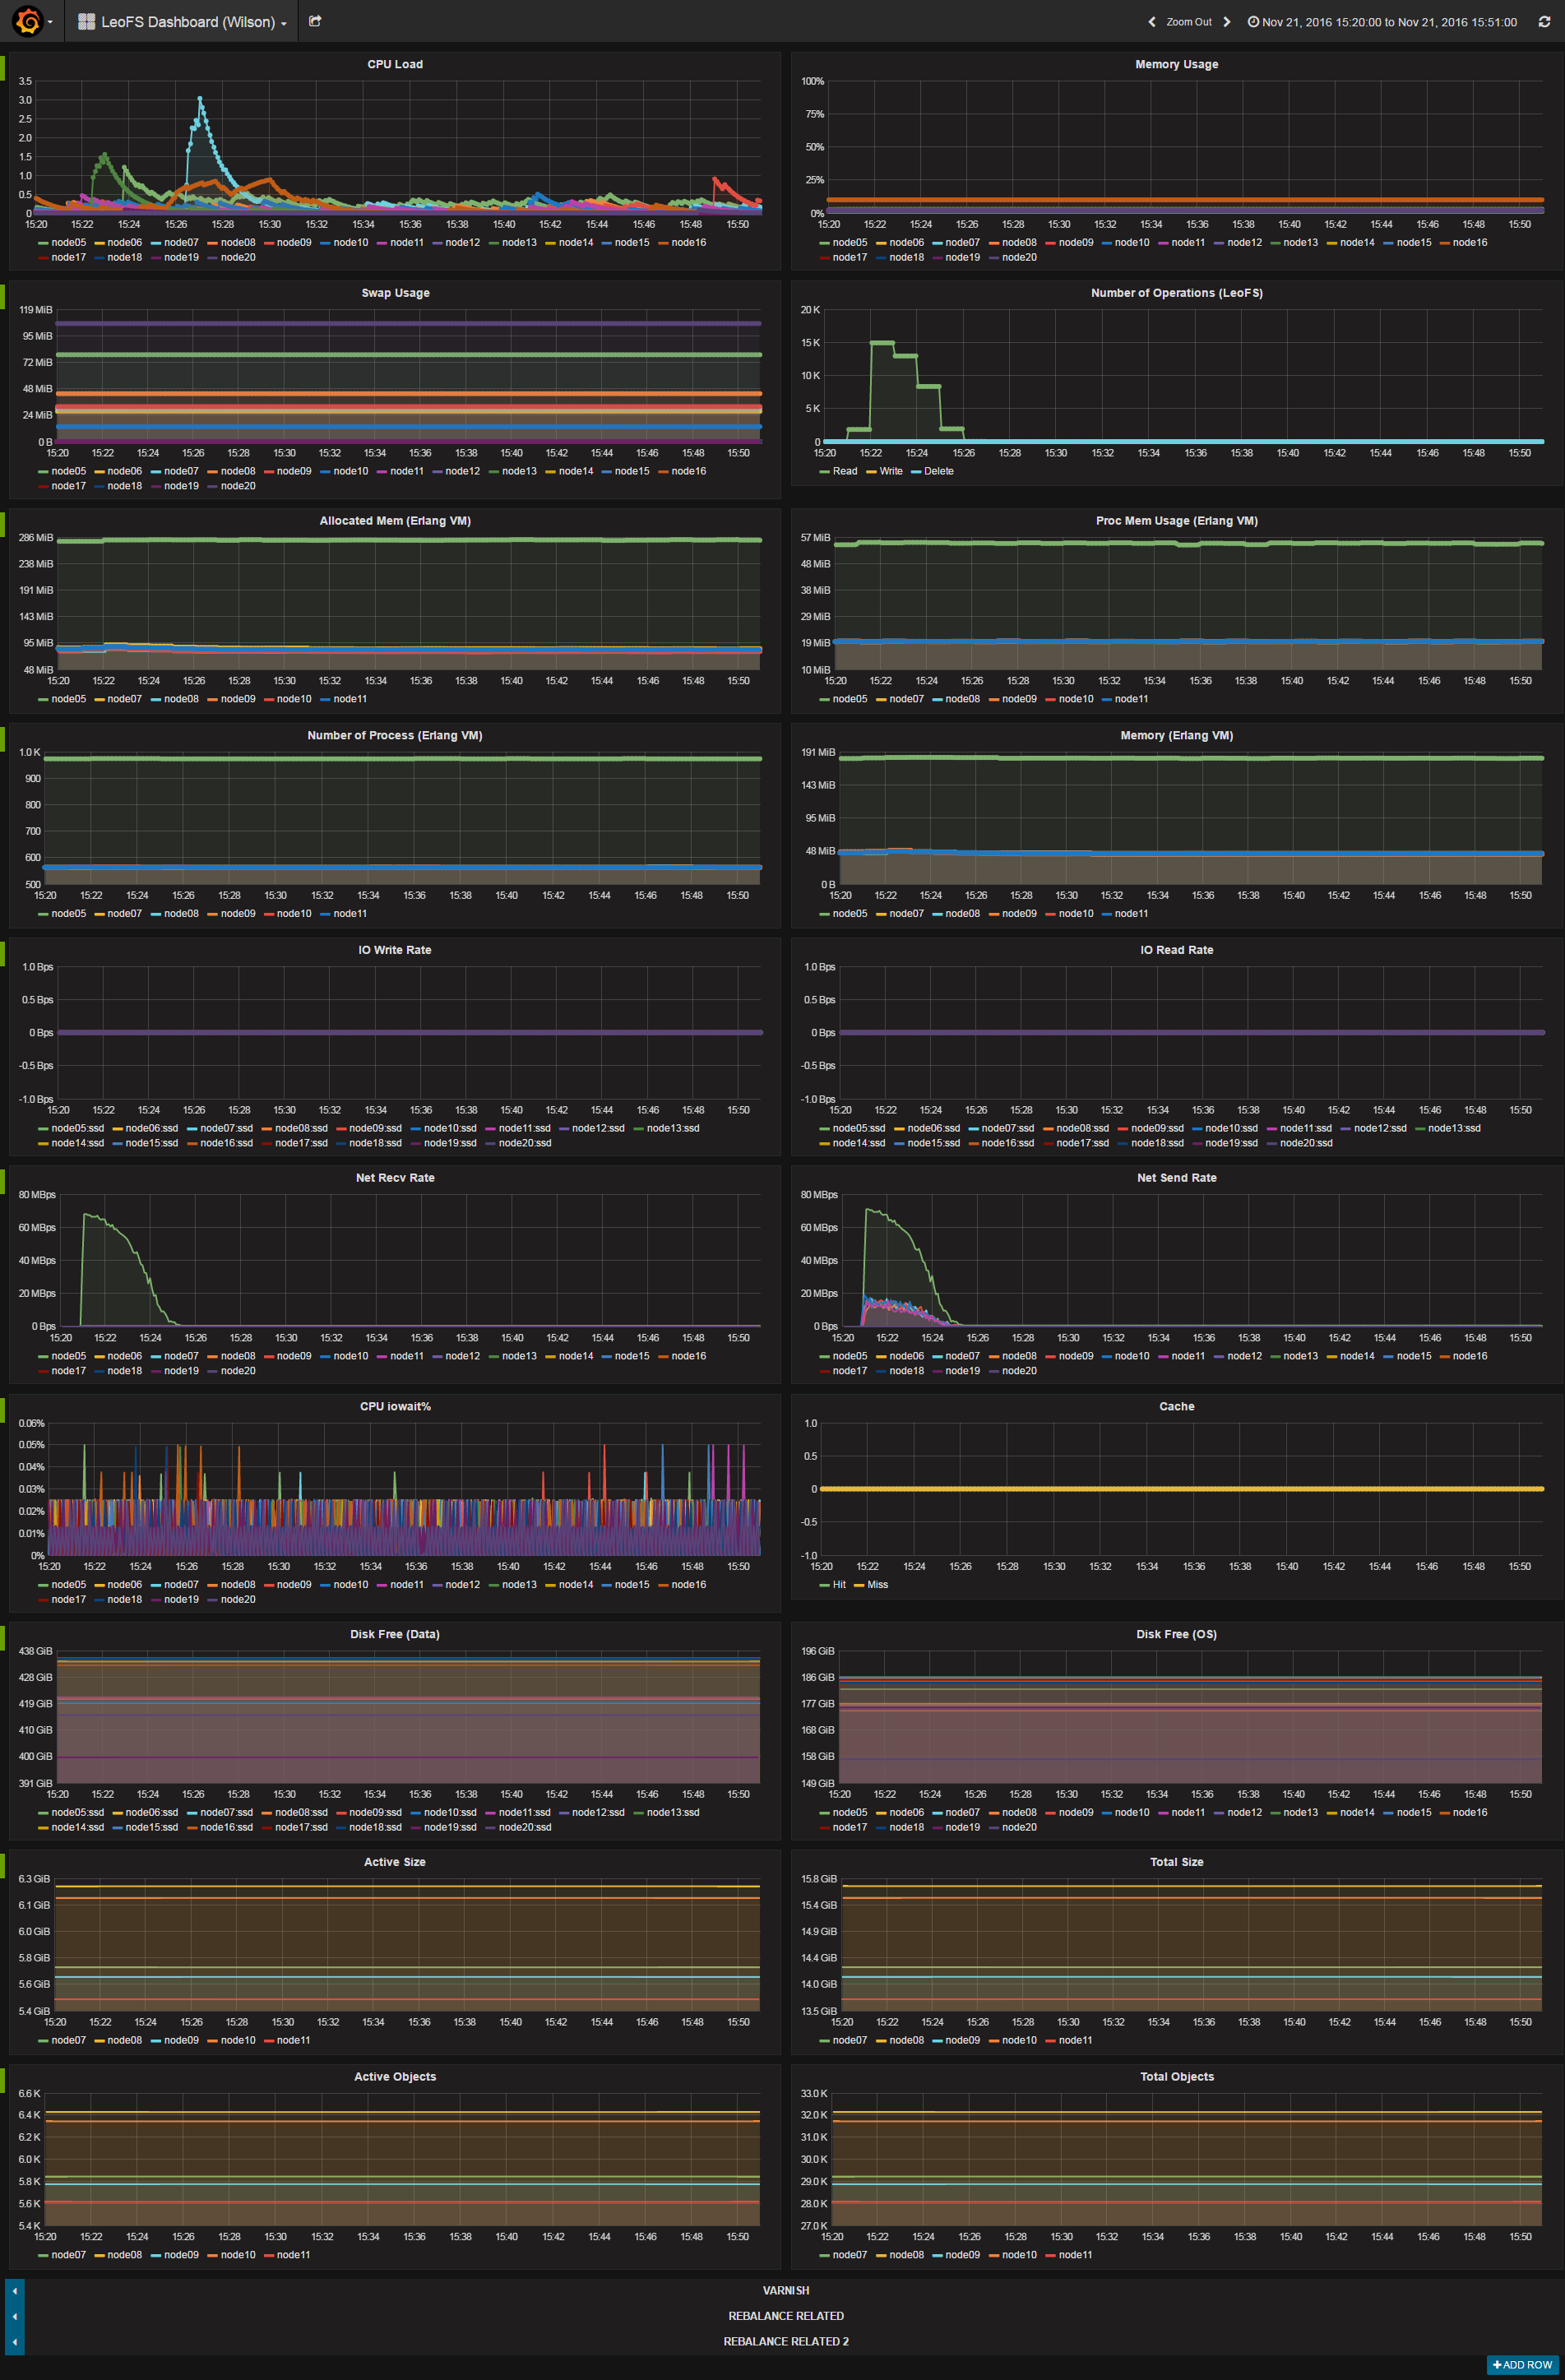 LeoFS Dashboard (Wilson)
Zoom Out
Nov 21, 2016 15:20:00 to Nov 21, 2016 15:51:00
CPU Load
3.5
3.0
2.5
2.0
1.5
1.0
0.5
0
15:20 15:22 15:24 15:26 15:28 15:30 15:32 15:34 15:36 15:38 15:40 15:42 15:44 15:46 15:48 15:50
node05 node06 node07 node08 node09 node10 node11 node12 node13 node14 node15 node16
node17 node18 node19 node20
Memory Usage
100%
75%
50%
25%
0%
15:20 15:22 15:24 15:26 15:28 15:30 15:32 15:34 15:36 15:38 15:40 15:42 15:44 15:46 15:48 15:50
node05 node06 node07 node08 node09 node10 node11 node12 node13 node14 node15 node16
node17 node18 node19 node20
Swap Usage
119 MiB
95 MiB
72 MiB
48 MiB
24 MiB
0 B
15:20 15:22 15:24 15:26 15:28 15:30 15:32 15:34 15:36 15:38 15:40 15:42 15:44 15:46 15:48 15:50
node05 node06 node07 node08 node09 node10 node11 node12 node13 node14 node15 node16
node17 node18 node19 node20
Number of Operations (LeoFS)
20 K
15 K
10 K
5 K
0
15:20 15:22 15:24 15:26 15:28 15:30 15:32 15:34 15:36 15:38 15:40 15:42 15:44 15:46 15:48 15:50
Read Write Delete
Allocated Mem (Erlang VM)
286 MiB
238 MiB
191 MiB
143 MiB
95 MiB
48 MiB
15:20 15:22 15:24 15:26 15:28 15:30 15:32 15:34 15:36 15:38 15:40 15:42 15:44 15:46 15:48 15:50
node05 node07 node08 node09 node10 node11
Proc Mem Usage (Erlang VM)
57 MiB
48 MiB
38 MiB
29 MiB
19 MiB
10 MiB
15:20 15:22 15:24 15:26 15:28 15:30 15:32 15:34 15:36 15:38 15:40 15:42 15:44 15:46 15:48 15:50
node05 node07 node08 node09 node10 node11
Number of Process (Erlang VM)
1.0 K
900
800
700
600
500
15:20 15:22 15:24 15:26 15:28 15:30 15:32 15:34 15:36 15:38 15:40 15:42 15:44 15:46 15:48 15:50
node05 node07 node08 node09 node10 node11
Memory (Erlang VM)
191 MiB
143 MiB
95 MiB
48 MiB
0 B
15:20 15:22 15:24 15:26 15:28 15:30 15:32 15:34 15:36 15:38 15:40 15:42 15:44 15:46 15:48 15:50
node05 node07 node08 node09 node10 node11
IO Write Rate
1.0 Bps
0.5 Bps
0 Bps
-0.5 Bps
-1.0 Bps
15:20 15:22 15:24 15:26 15:28 15:30 15:32 15:34 15:36 15:38 15:40 15:42 15:44 15:46 15:48 15:50
node05:ssd node06:ssd node07:ssd node08:ssd node09:ssd node10:ssd node11:ssd node12:ssd node13:ssd
node14:ssd node15:ssd node16:ssd node17:ssd node18:ssd node19:ssd node20:ssd
IO Read Rate
1.0 Bps
0.5 Bps
0 Bps
-0.5 Bps
-1.0 Bps
15:20 15:22 15:24 15:26 15:28 15:30 15:32 15:34 15:36 15:38 15:40 15:42 15:44 15:46 15:48 15:50
node05:ssd node06:ssd node07:ssd node08:ssd node09:ssd node10:ssd node11:ssd node12:ssd node13:ssd
node14:ssd node15:ssd node16:ssd node17:ssd node18:ssd node19:ssd node20:ssd
Net Recv Rate
80 MBps
60 MBps
40 MBps
20 MBps
0 Bps
15:20 15:22 15:24 15:26 15:28 15:30 15:32 15:34 15:36 15:38 15:40 15:42 15:44 15:46 15:48 15:50
node05 node06 node07 node08 node09 node10 node11 node12 node13 node14 node15 node16
node17 node18 node19 node20
Net Send Rate
80 MBps
60 MBps
40 MBps
20 MBps
0 Bps
15:20 15:22 15:24 15:26 15:28 15:30 15:32 15:34 15:36 15:38 15:40 15:42 15:44 15:46 15:48 15:50
node05 node06 node07 node08 node09 node10 node11 node12 node13 node14 node15 node16
node17 node18 node19 node20
CPU iowait%
0.06%
0.05%
0.04%
0.03%
0.02%
0.01%
0%
15:20 15:22 15:24 15:26 15:28 15:30 15:32 15:34 15:36 15:38 15:40 15:42 15:44 15:46 15:48 15:50
node05 node06 node07 node08 node09 node10 node11 node12 node13 node14 node15 node16
node17 node18 node19 node20
Cache
1.0
0.5
0
-0.5
-1.0
15:20 15:22 15:24 15:26 15:28 15:30 15:32 15:34 15:36 15:38 15:40 15:42 15:44 15:46 15:48 15:50
Hit Miss
Disk Free (Data)
438 GiB
428 GiB
419 GiB
410 GiB
400 GiB
391 GiB
15:20 15:22 15:24 15:26 15:28 15:30 15:32 15:34 15:36 15:38 15:40 15:42 15:44 15:46 15:48 15:50
node05:ssd node06:ssd node07:ssd node08:ssd node09:ssd node10:ssd node11:ssd node12:ssd node13:ssd
node14:ssd node15:ssd node16:ssd node17:ssd node18:ssd node19:ssd node20:ssd
Disk Free (OS)
196 GiB
186 GiB
177 GiB
168 GiB
158 GiB
149 GiB
15:20 15:22 15:24 15:26 15:28 15:30 15:32 15:34 15:36 15:38 15:40 15:42 15:44 15:46 15:48 15:50
node05 node06 node07 node08 node09 node10 node11 node12 node13 node14 node15 node16
node17 node18 node19 node20
Active Size
6.3 GiB
6.1 GiB
6.0 GiB
5.8 GiB
5.6 GiB
5.4 GiB
15:20 15:22 15:24 15:26 15:28 15:30 15:32 15:34 15:36 15:38 15:40 15:42 15:44 15:46 15:48 15:50
node07 node08 node09 node10 node11
Total Size
15.8 GiB
15.4 GiB
14.9 GiB
14.4 GiB
14.0 GiB
13.5 GiB
15:20 15:22 15:24 15:26 15:28 15:30 15:32 15:34 15:36 15:38 15:40 15:42 15:44 15:46 15:48 15:50
node07 node08 node09 node10 node11
Active Objects
6.6 K
6.4 K
6.2 K
6.0 K
5.8 K
5.6 K
5.4 K
15:20 15:22 15:24 15:26 15:28 15:30 15:32 15:34 15:36 15:38 15:40 15:42 15:44 15:46 15:48 15:50
node07 node08 node09 node10 node11
Total Objects
33.0 K
32.0 K
31.0 K
30.0 K
29.0 K
28.0 K
27.0 K
15:20 15:22 15:24 15:26 15:28 15:30 15:32 15:34 15:36 15:38 15:40 15:42 15:44 15:46 15:48 15:50
node07 node08 node09 node10 node11
VARNISH
REBALANCE RELATED
REBALANCE RELATED 2
ADD ROW